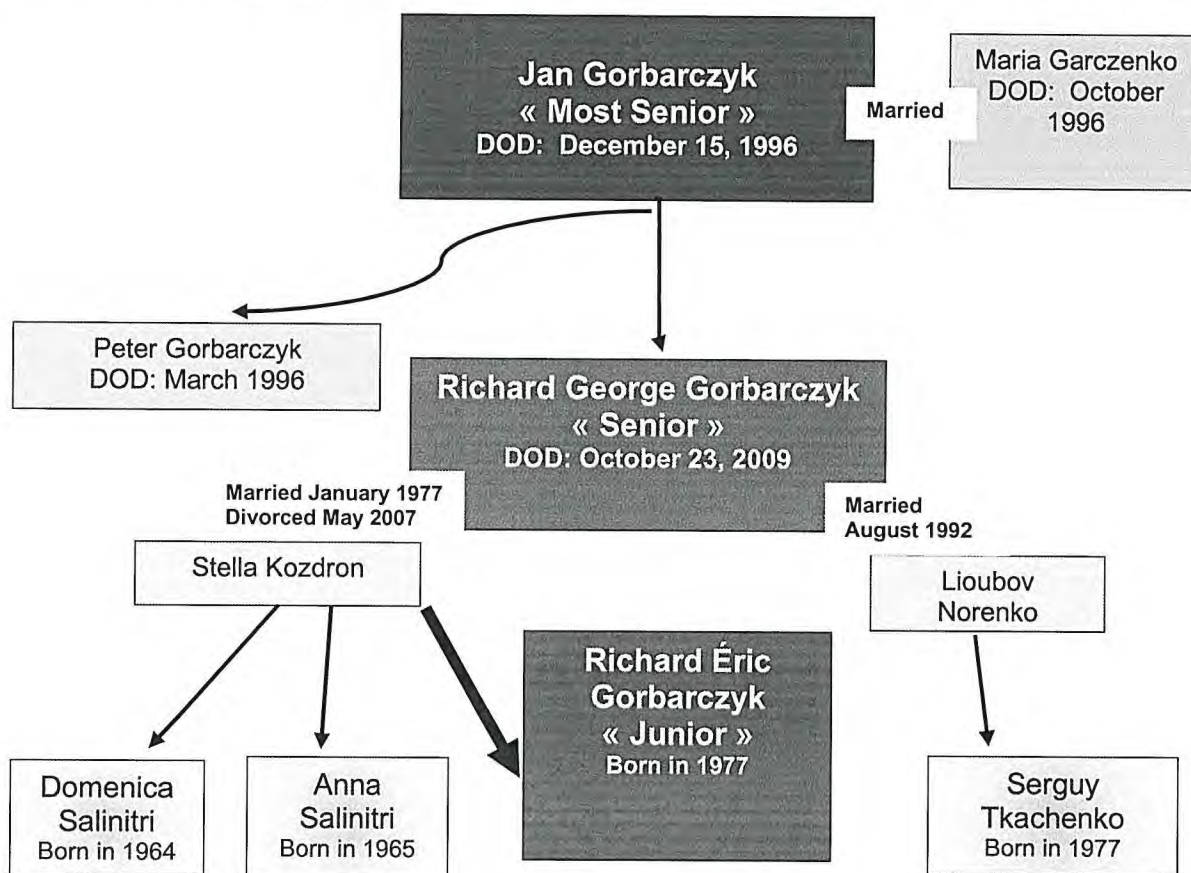 Jan Gorbarczyk
« Most Senior »
DOD: December 15, 1996
Married
Maria Garczenko
DOD: October
1996
Peter Gorbarczyk
DOD: March 1996
Richard George Gorbarczyk
« Senior »
DOD: October 23, 2009
Married January 1977
Divorced May 2007
Married
August 1992
Stella Kozdron
Lioubov
Norenko
Richard Éric
Gorbarczyk
« Junior »
Born in 1977
Domenica
Salinitri
Born in 1964
Anna
Salinitri
Born in 1965
Serguy
Tkachenko
Born in 1977